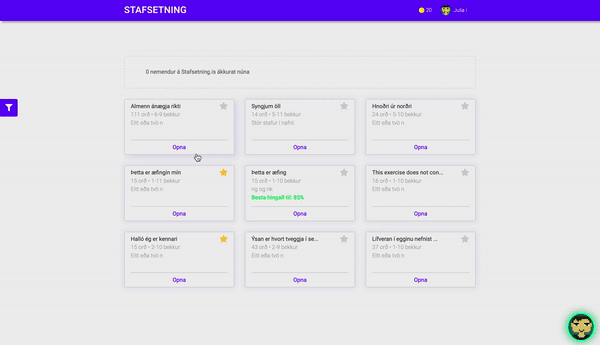 STAFSETNING
20
Julia I
0 nemendur á Stafsetning.is ákkurat núna
Almenn ánægja ríkti
111 orð • 6-9 bekkur
Eitt eða tvö n
Opna
Syngjum öll
14 orð • 5-11 bekkur
Stór stafur í nafni
Opna
Hnoðri úr norðri
24 orð • 5-10 bekkur
Eitt eða tvö n
Opna
Þetta er æfingin mín
15 orð • 1-11 bekkur
Eitt eða tvö n
Opna
Þetta er æfing
15 orð • 1-10 bekkur
ng og nk
Besta hingað til: 85%
Opna
This exercise does not con...
16 orð • 1-10 bekkur
Eitt eða tvö n
Opna
Halló ég er kennari
15 orð • 2-10 bekkur
Eitt eða tvö n
Opna
Ýsan er hvort tveggja í se...
43 orð • 2-9 bekkur
Eitt eða tvö n
Opna
Lifveran í egginu nefnist ...
37 orð • 1-10 bekkur
Eitt eða tvö n
Opna